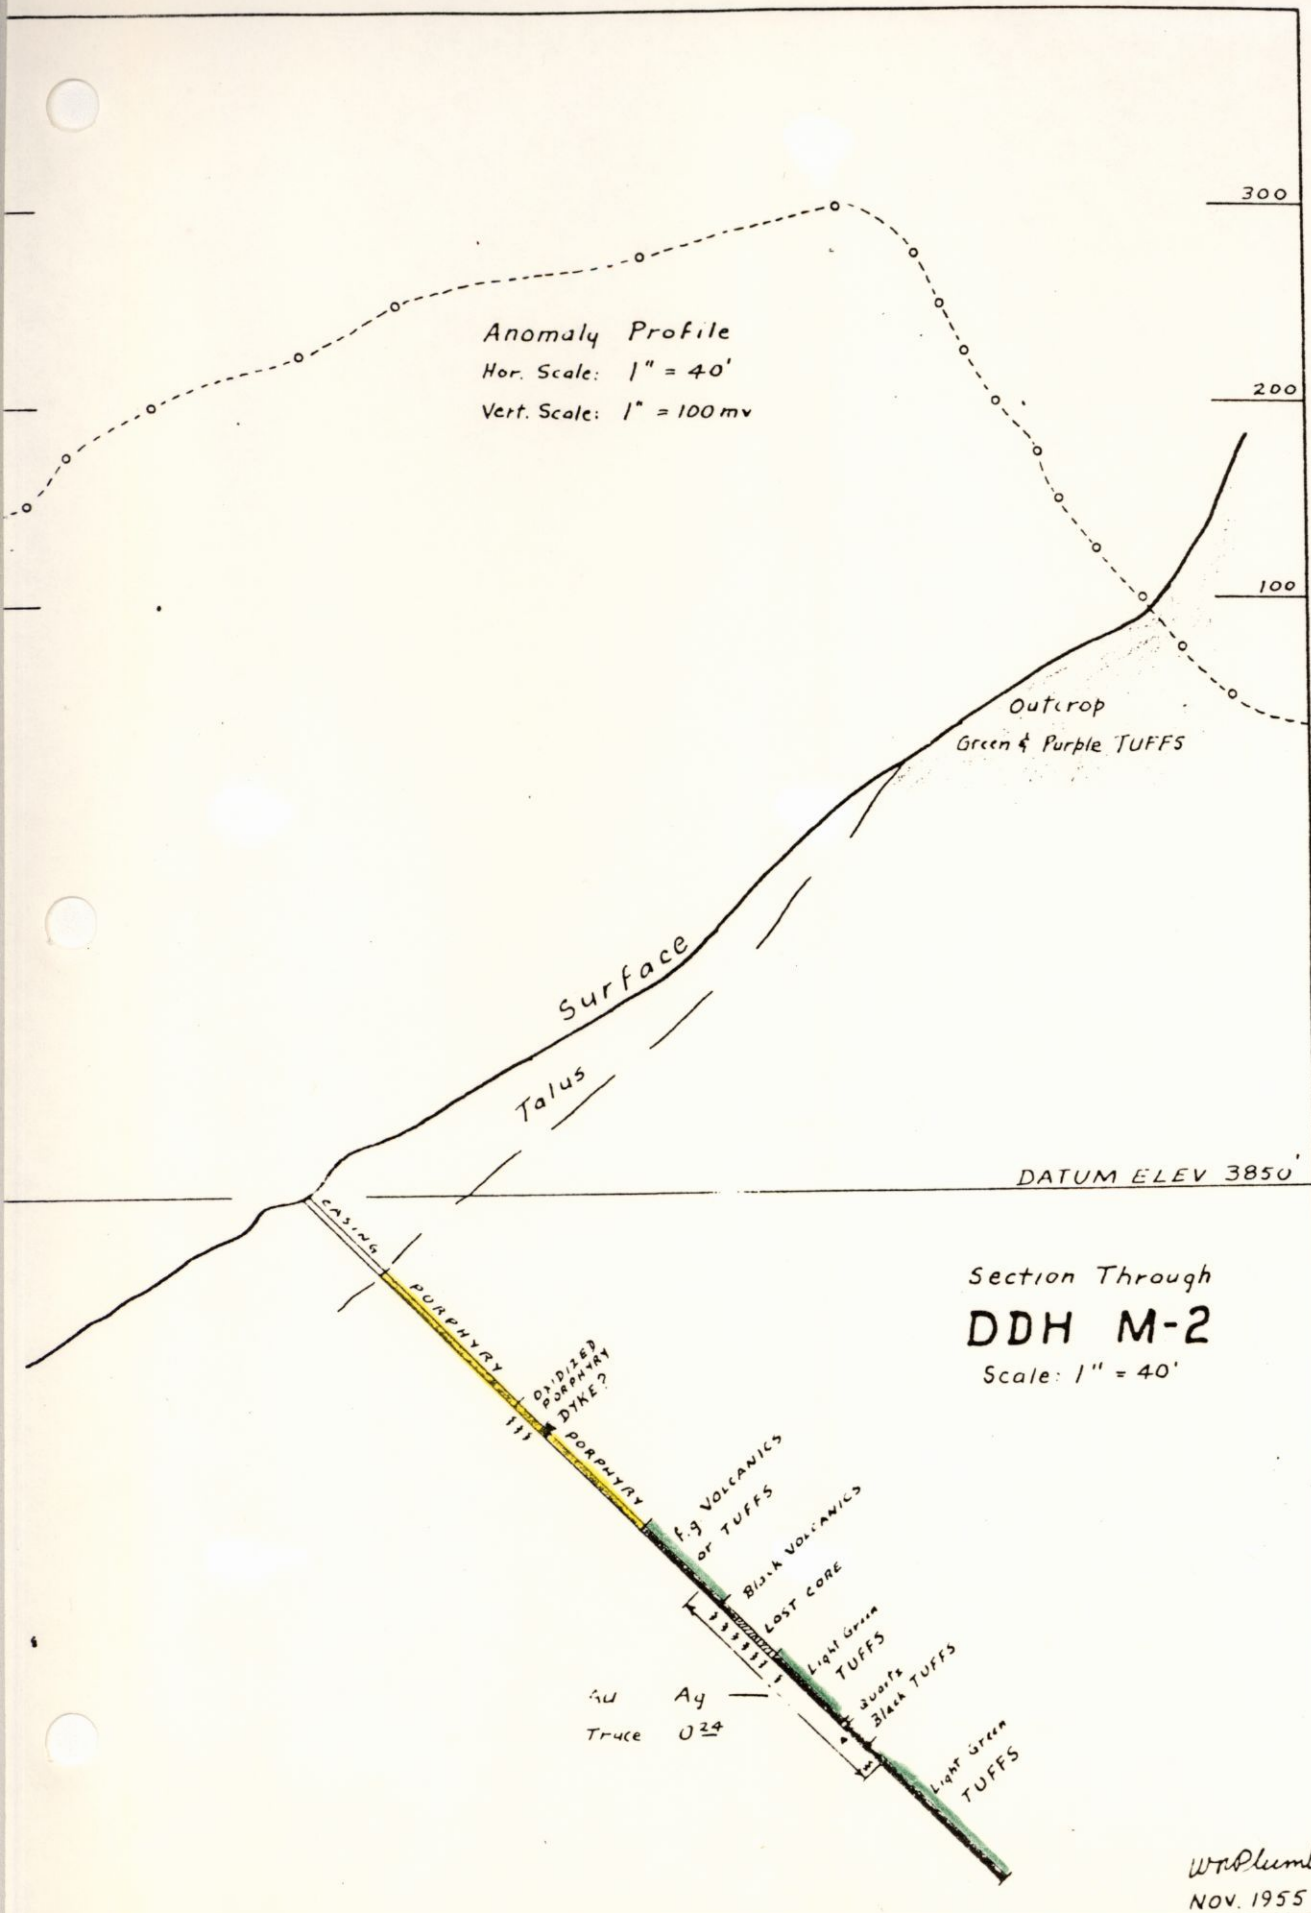 300
Anomaly Profile
Hor. Scale: 1" = 40'
Vert. Scale: 1" = 100 mv
200
100
Outcrop
Green & Purple TUFFS
Surface
Talus
DATUM ELEV 3850'
CASING
Section Through
DDH M-2
Scale: 1" = 40'
PORPHYRY
OXIDIZED
PORPHYRY
DYKE?
PORPHYRY
f.g VOLCANICS
or TUFFS
Black VOLCANICS
LOST CORE
Light Green
TUFFS
Quartz
Black TUFFS
Au Ag
Trace 0.24
Light Green
TUFFS
NOV. 1955